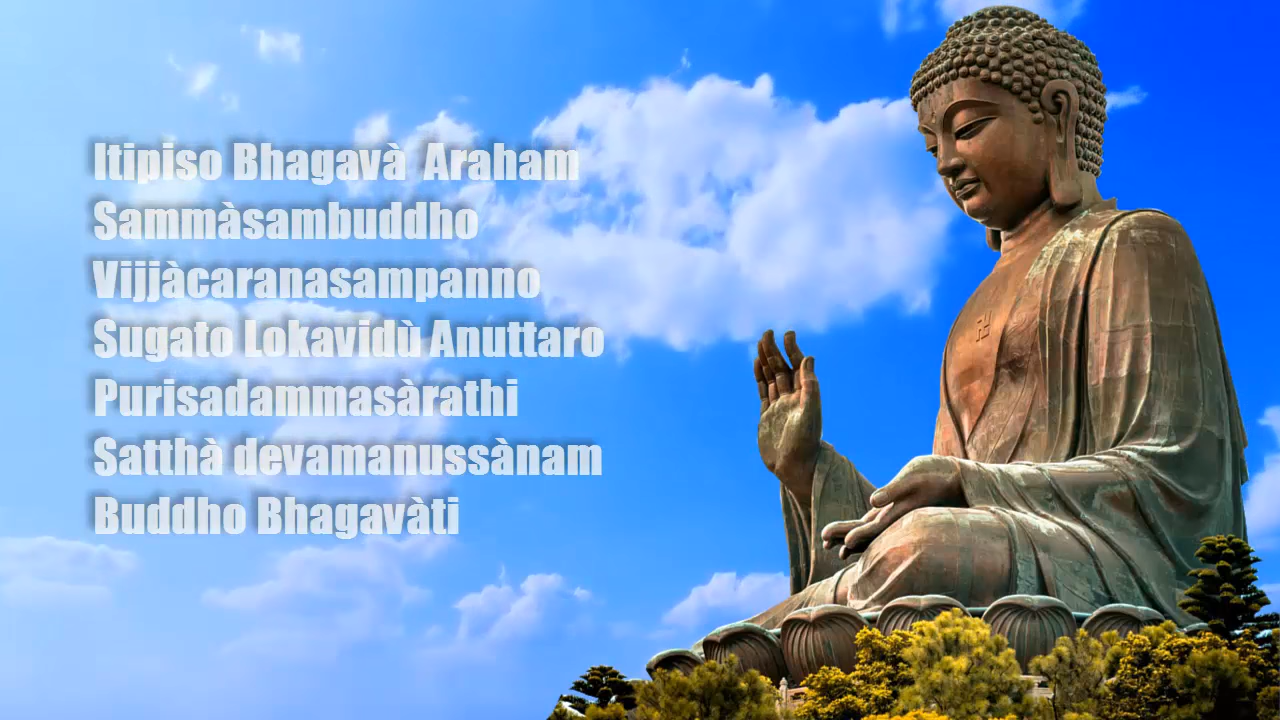 Itipiso Bhagavà Araham
Sammàsambuddho
Vijjàcaranasampanno
Sugato Lokavidù Anuttaro
Purisadammasàrathi
Satthà devamanussànam
Buddho Bhagavàti